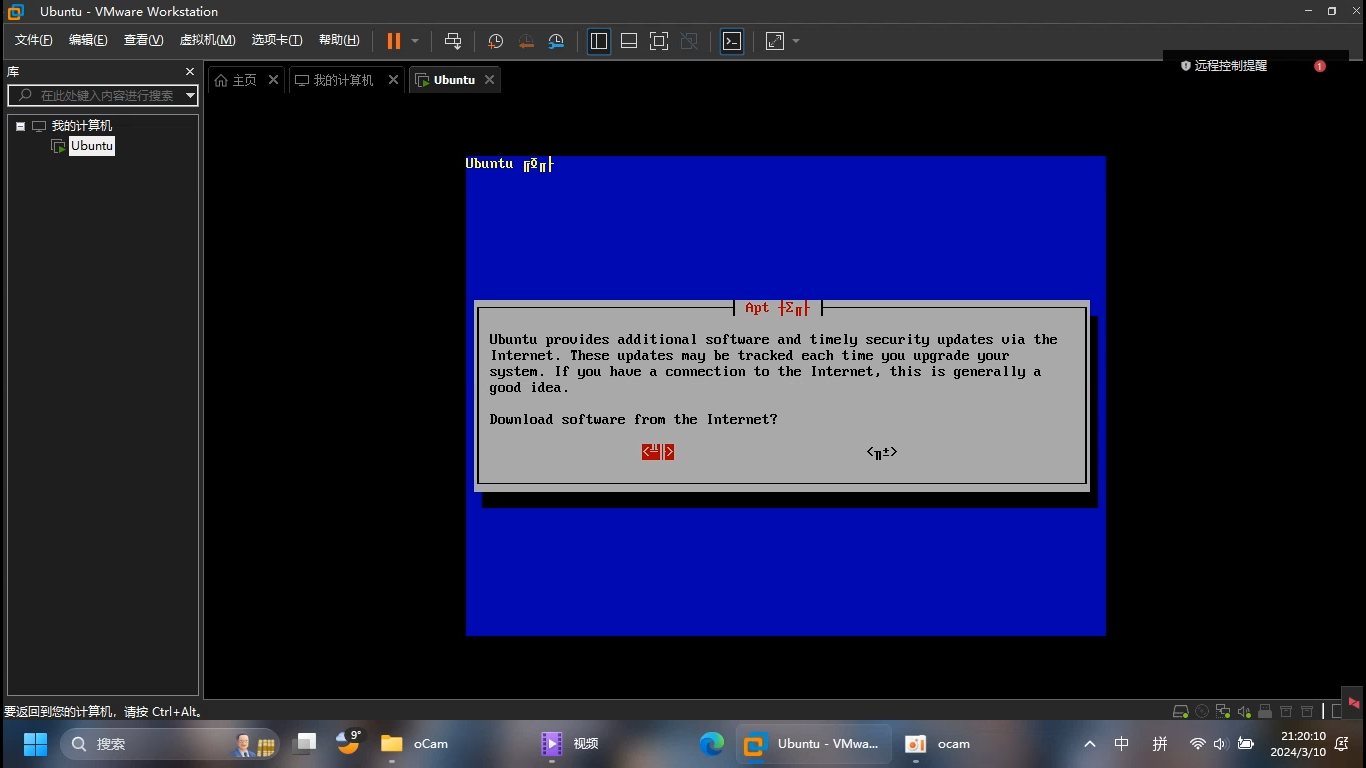 Ubuntu - VMware Workstation
文件(F) 编辑(E) 查看(V) 虚拟机(M) 选项卡(T) 帮助(H)
远程控制提醒 1
库
主页 我的计算机 Ubuntu
在此处键入内容进行搜索
我的计算机
Ubuntu
Ubuntu
Apt
Ubuntu provides additional software and timely security updates via the
Internet. These updates may be tracked each time you upgrade your
system. If you have a connection to the Internet, this is generally a
good idea.
Download software from the Internet?
要返回到您的计算机，请按 Ctrl+Alt。
搜索 9° oCam 视频 Ubuntu - VMwa... ocam 中 拼
21:20:10
2024/3/10